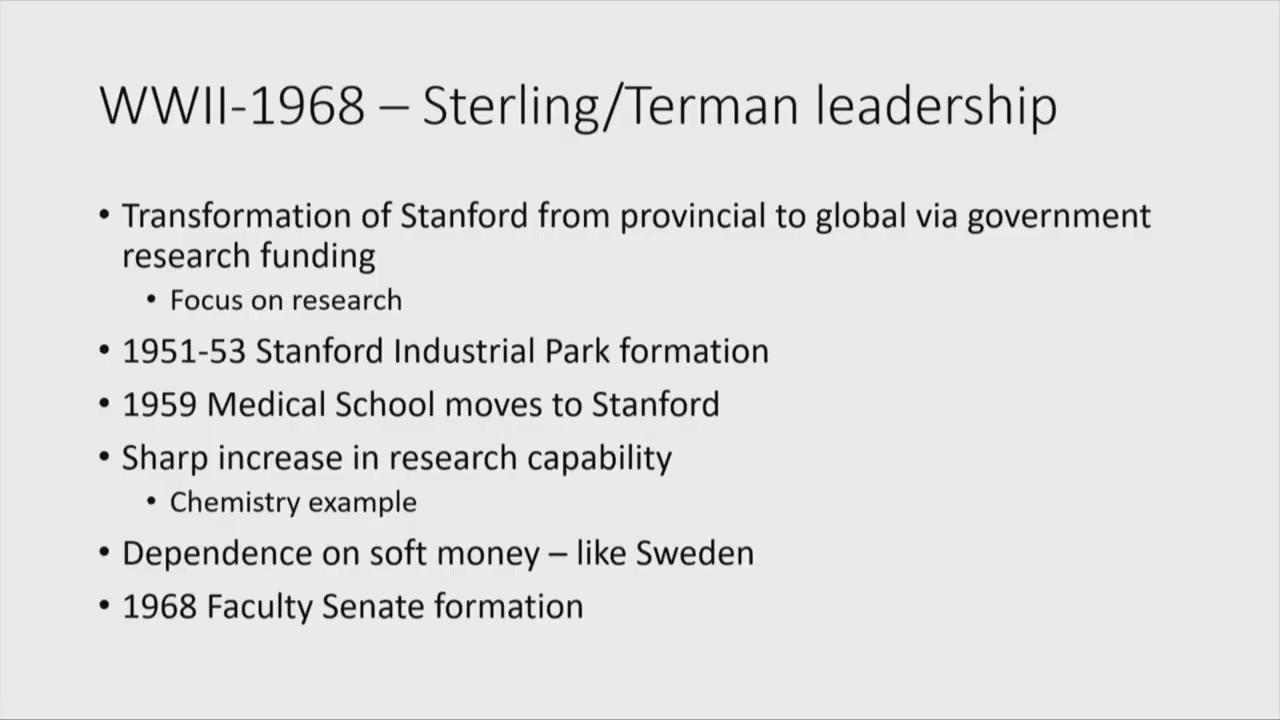 WWII-1968 – Sterling/Terman leadership
• Transformation of Stanford from provincial to global via government
research funding
• Focus on research
• 1951-53 Stanford Industrial Park formation
• 1959 Medical School moves to Stanford
• Sharp increase in research capability
• Chemistry example
• Dependence on soft money – like Sweden
• 1968 Faculty Senate formation